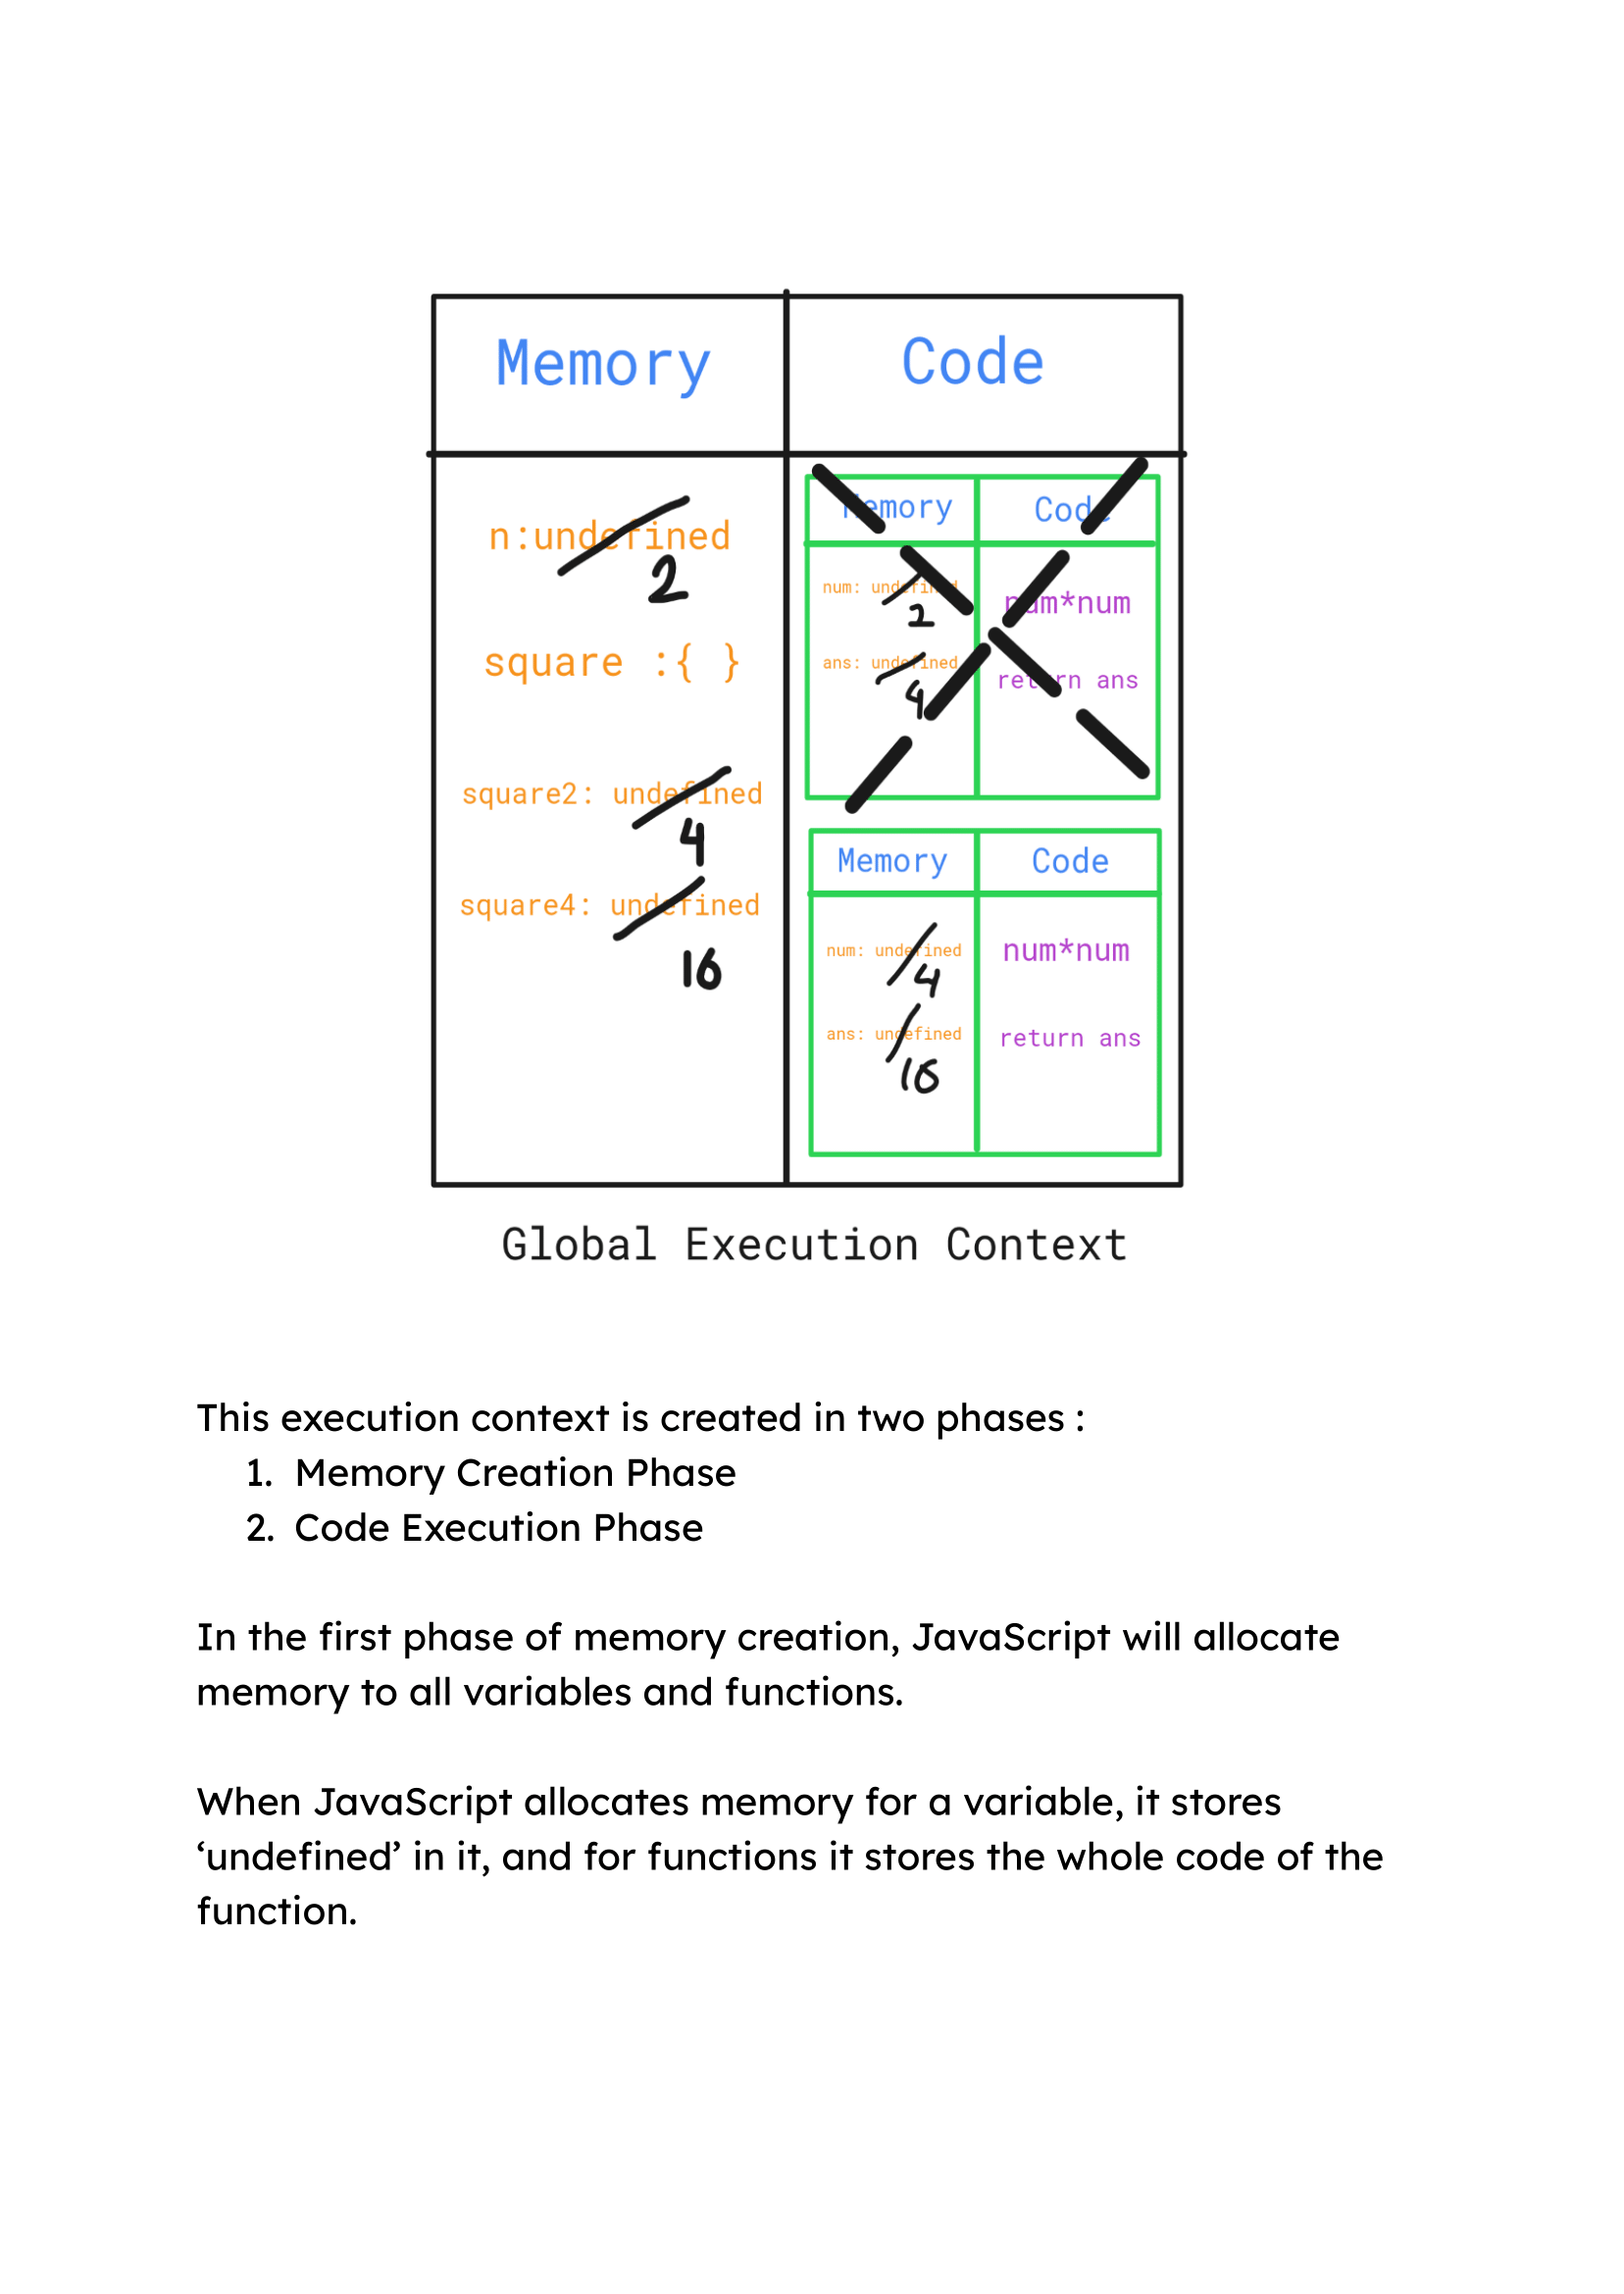 Memory
Code
n:undefined
2
square :{ }
square2: undefined
4
square4: undefined
16
Memory
Code
num: undefined
2
num*num
ans: undefined
4
return ans
Memory
Code
num: undefined
4
num*num
ans: undefined
16
return ans
Global Execution Context
This execution context is created in two phases :
1. Memory Creation Phase
2. Code Execution Phase
In the first phase of memory creation, JavaScript will allocate
memory to all variables and functions.
When JavaScript allocates memory for a variable, it stores
‘undefined’ in it, and for functions it stores the whole code of the
function.